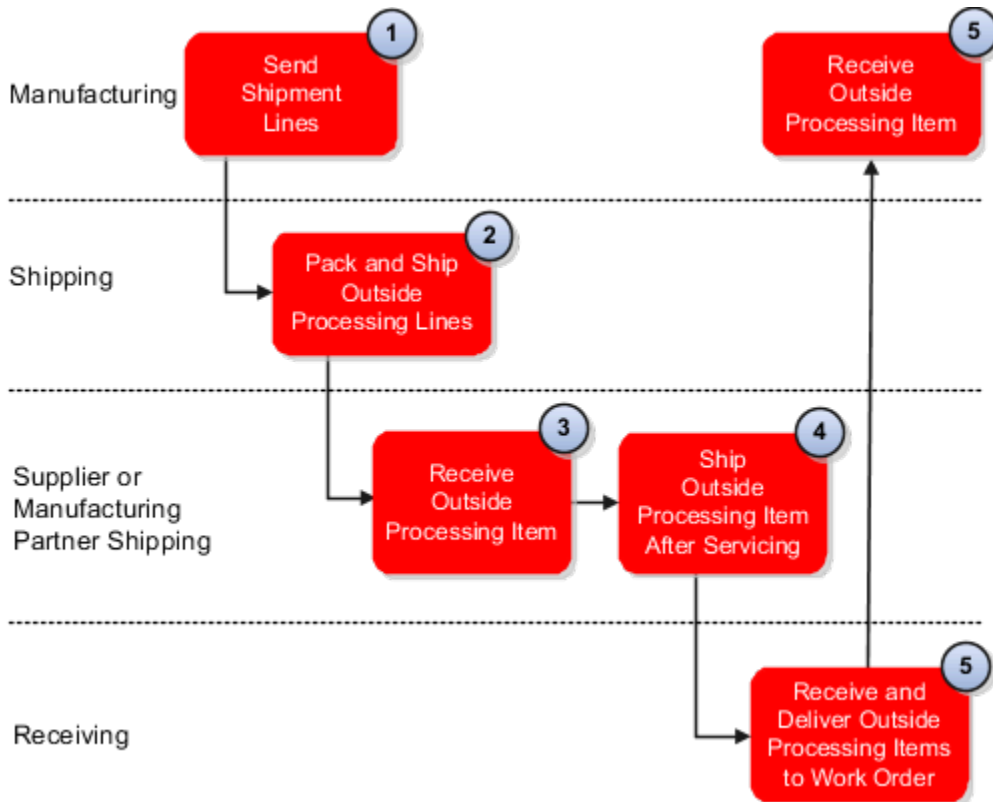 1
Send
Shipment
Lines
5
Receive
Outside
Processing Item
Manufacturing
2
Pack and Ship
Outside
Processing Lines
Shipping
3
Receive
Outside
Processing Item
4
Ship
Outside
Processing Item
After Servicing
Supplier or
Manufacturing
Partner Shipping
5
Receive and
Deliver Outside
Processing Items
to Work Order
Receiving